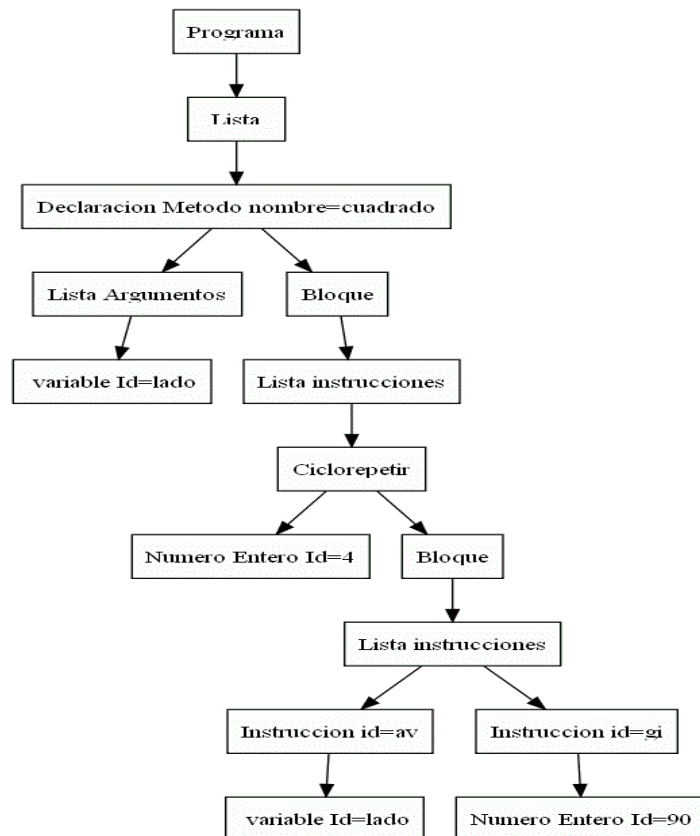 Programa
Lista
Declaracion Metodo nombre=cuadrado
Lista Argumentos
Bloque
variable Id=lado
Lista instrucciones
Ciclorepetir
Numero Entero Id=4
Bloque
Lista instrucciones
Instruccion id=av
Instruccion id=gi
variable Id=lado
Numero Entero Id=90